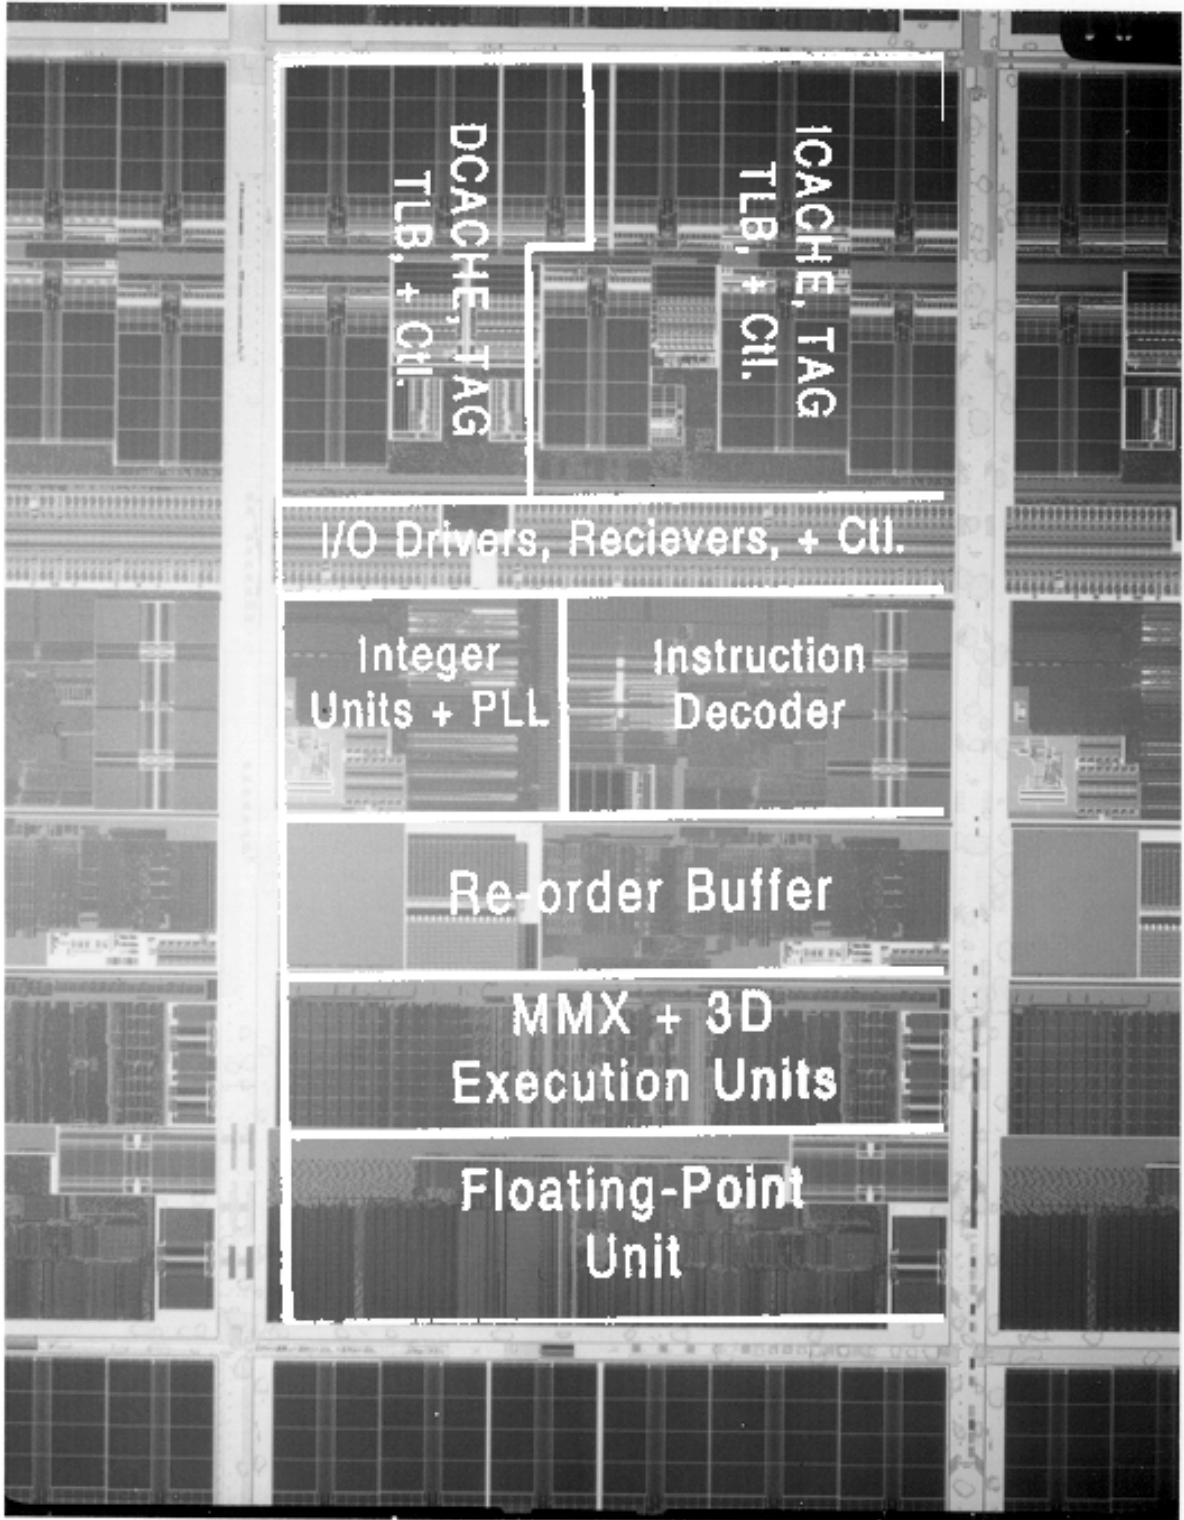 DCACHE, TAG
TLB, + Ctl.
ICACHE, TAG
TLB, + Ctl.
I/O Drivers, Recievers, + Ctl.
Integer
Units + PLL
Instruction
Decoder
Re-order Buffer
MMX + 3D
Execution Units
Floating-Point
Unit